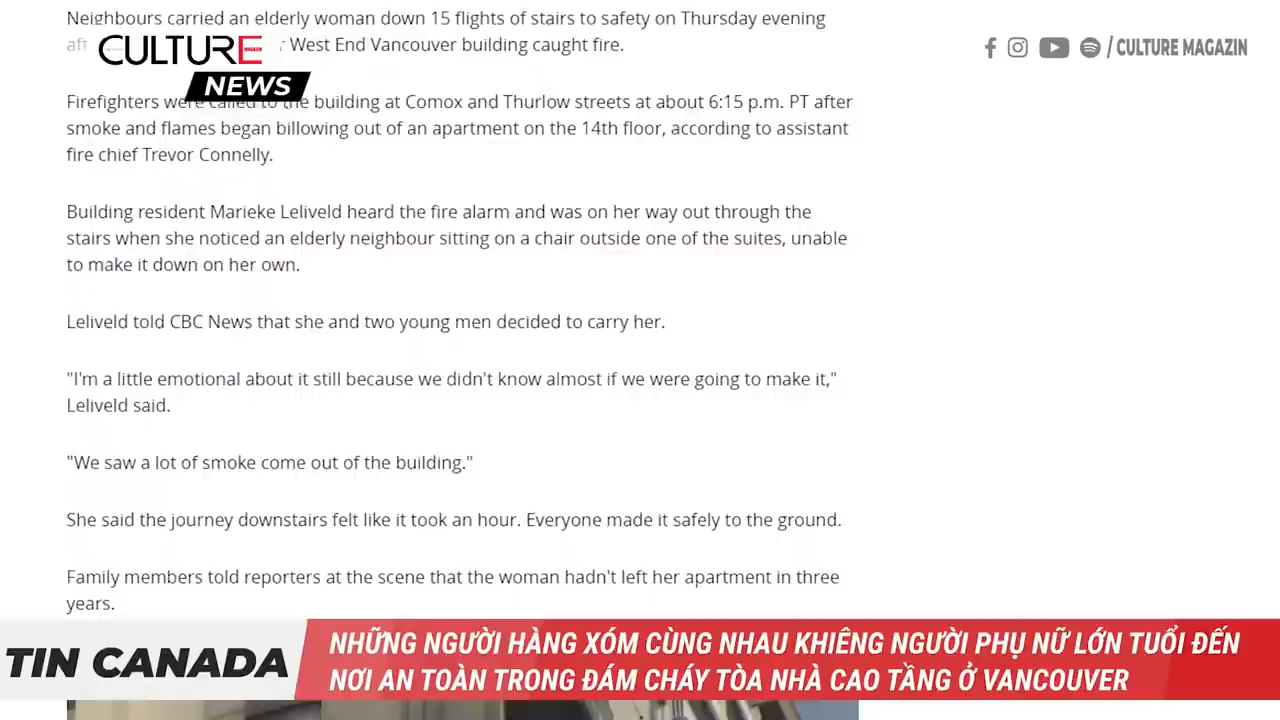 Neighbours carried an elderly woman down 15 flights of stairs to safety on Thursday evening
West End Vancouver building caught fire.
CULTURE
NEWS
/ CULTURE MAGAZIN
Firefighters were called to the building at Comox and Thurlow streets at about 6:15 p.m. PT after
smoke and flames began billowing out of an apartment on the 14th floor, according to assistant
fire chief Trevor Connelly.
Building resident Marieke Leliveld heard the fire alarm and was on her way out through the
stairs when she noticed an elderly neighbour sitting on a chair outside one of the suites, unable
to make it down on her own.
Leliveld told CBC News that she and two young men decided to carry her.
"I'm a little emotional about it still because we didn't know almost if we were going to make it,"
Leliveld said.
"We saw a lot of smoke come out of the building."
She said the journey downstairs felt like it took an hour. Everyone made it safely to the ground.
Family members told reporters at the scene that the woman hadn't left her apartment in three
years.
TIN CANADA
NHỮNG NGƯỜI HÀNG XÓM CÙNG NHAU KHIÊNG NGƯỜI PHỤ NỮ LỚN TUỔI ĐẾN
NƠI AN TOÀN TRONG ĐÁM CHÁY TÒA NHÀ CAO TẦNG Ở VANCOUVER